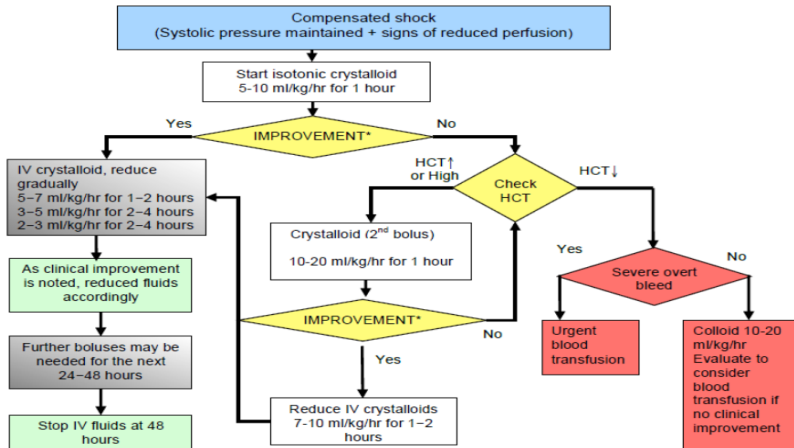 Compensated shock
(Systolic pressure maintained + signs of reduced perfusion)
Start isotonic crystalloid
5-10 ml/kg/hr for 1 hour
Yes
IMPROVEMENT*
No
IV crystalloid, reduce
gradually
5−7 ml/kg/hr for 1−2 hours
3−5 ml/kg/hr for 2−4 hours
2−3 ml/kg/hr for 2−4 hours
HCT↑
or High
Check
HCT
HCT↓
Crystalloid (2nd bolus)
10-20 ml/kg/hr for 1 hour
Yes
Severe overt
bleed
No
As clinical improvement
is noted, reduced fluids
accordingly
IMPROVEMENT*
No
Yes
Urgent
blood
transfusion
Colloid 10-20
ml/kg/hr
Evaluate to
consider
blood
transfusion if
no clinical
improvement
Further boluses may be
needed for the next
24−48 hours
Reduce IV crystalloids
7-10 ml/kg/hr for 1−2
hours
Stop IV fluids at 48
hours